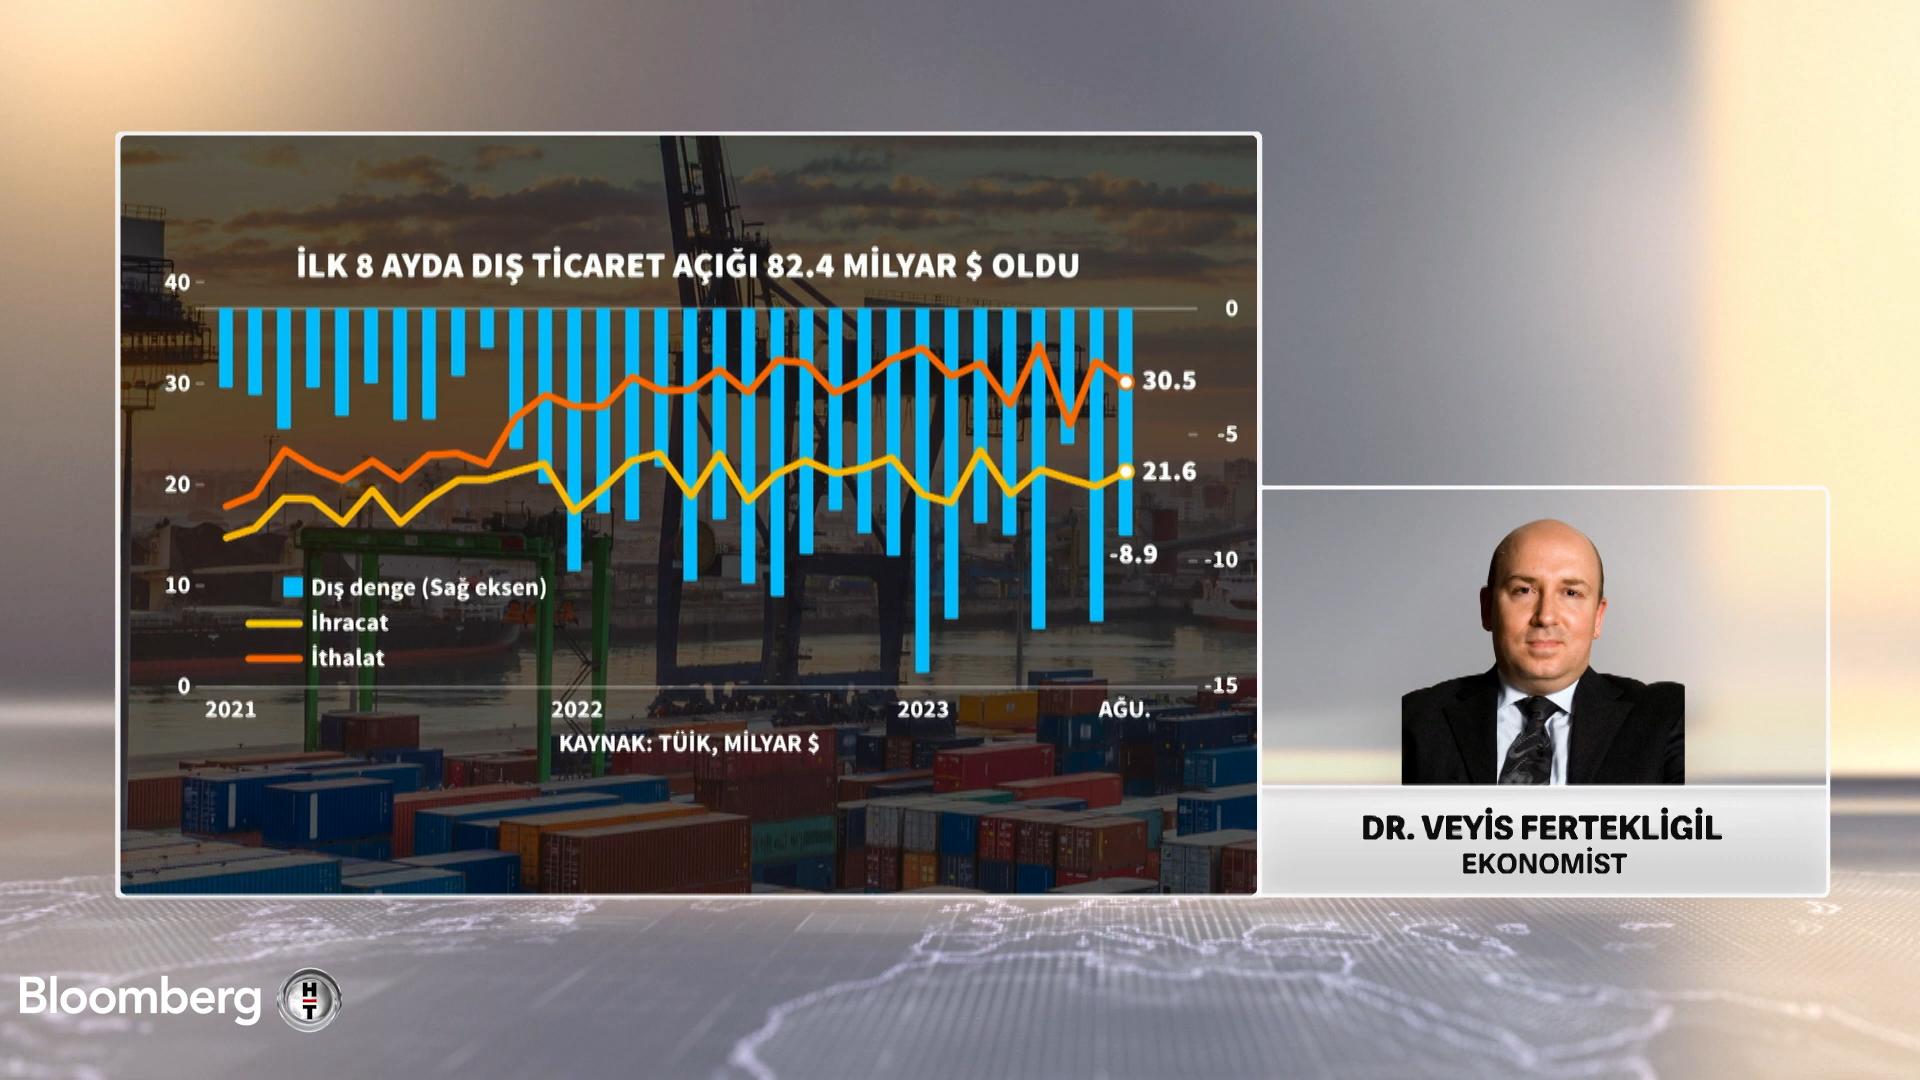 İLK 8 AYDA DIŞ TİCARET AÇIĞI 82.4 MİLYAR $ OLDU
40
30
20
10
0
0
-5
-10
-15
30.5
21.6
-8.9
Dış denge (Sağ eksen)
İhracat
İthalat
2021
2022
2023
AĞU.
KAYNAK: TÜİK, MİLYAR $
DR. VEYİS FERTEKLİGİL
EKONOMİST
Bloomberg HT